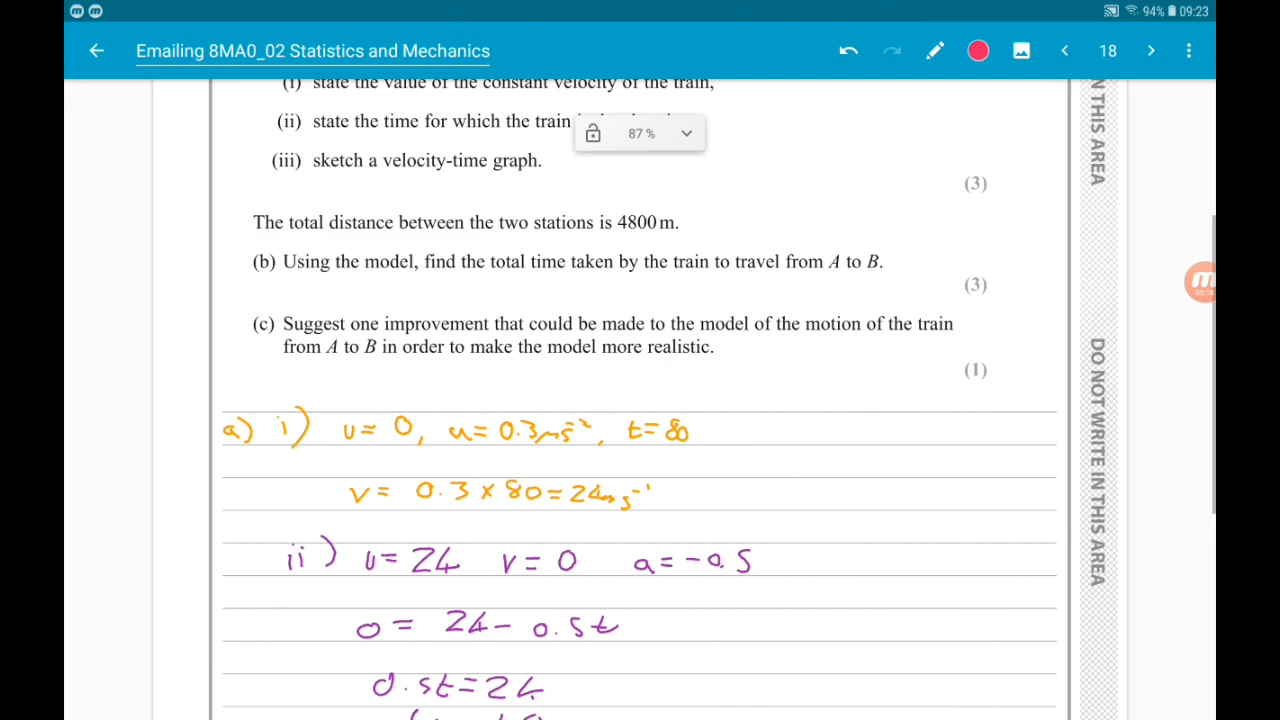 94% 09:23
Emailing 8MA0_02 Statistics and Mechanics
18
(i) state the value of the constant velocity of the train,
(ii) state the time for which the train
87 %
(iii) sketch a velocity-time graph.
(3)
The total distance between the two stations is 4800 m.
(b) Using the model, find the total time taken by the train to travel from A to B.
(3)
(c) Suggest one improvement that could be made to the model of the motion of the train
from A to B in order to make the model more realistic.
(1)
a) i) u = 0, a = 0.3ms⁻², t = 80
v = 0.3 × 80 = 24ms⁻¹
ii) u = 24 v = 0 a = -0.5
0 = 24 - 0.5t
0.5t = 24
N THIS AREA
DO NOT WRITE IN THIS AREA